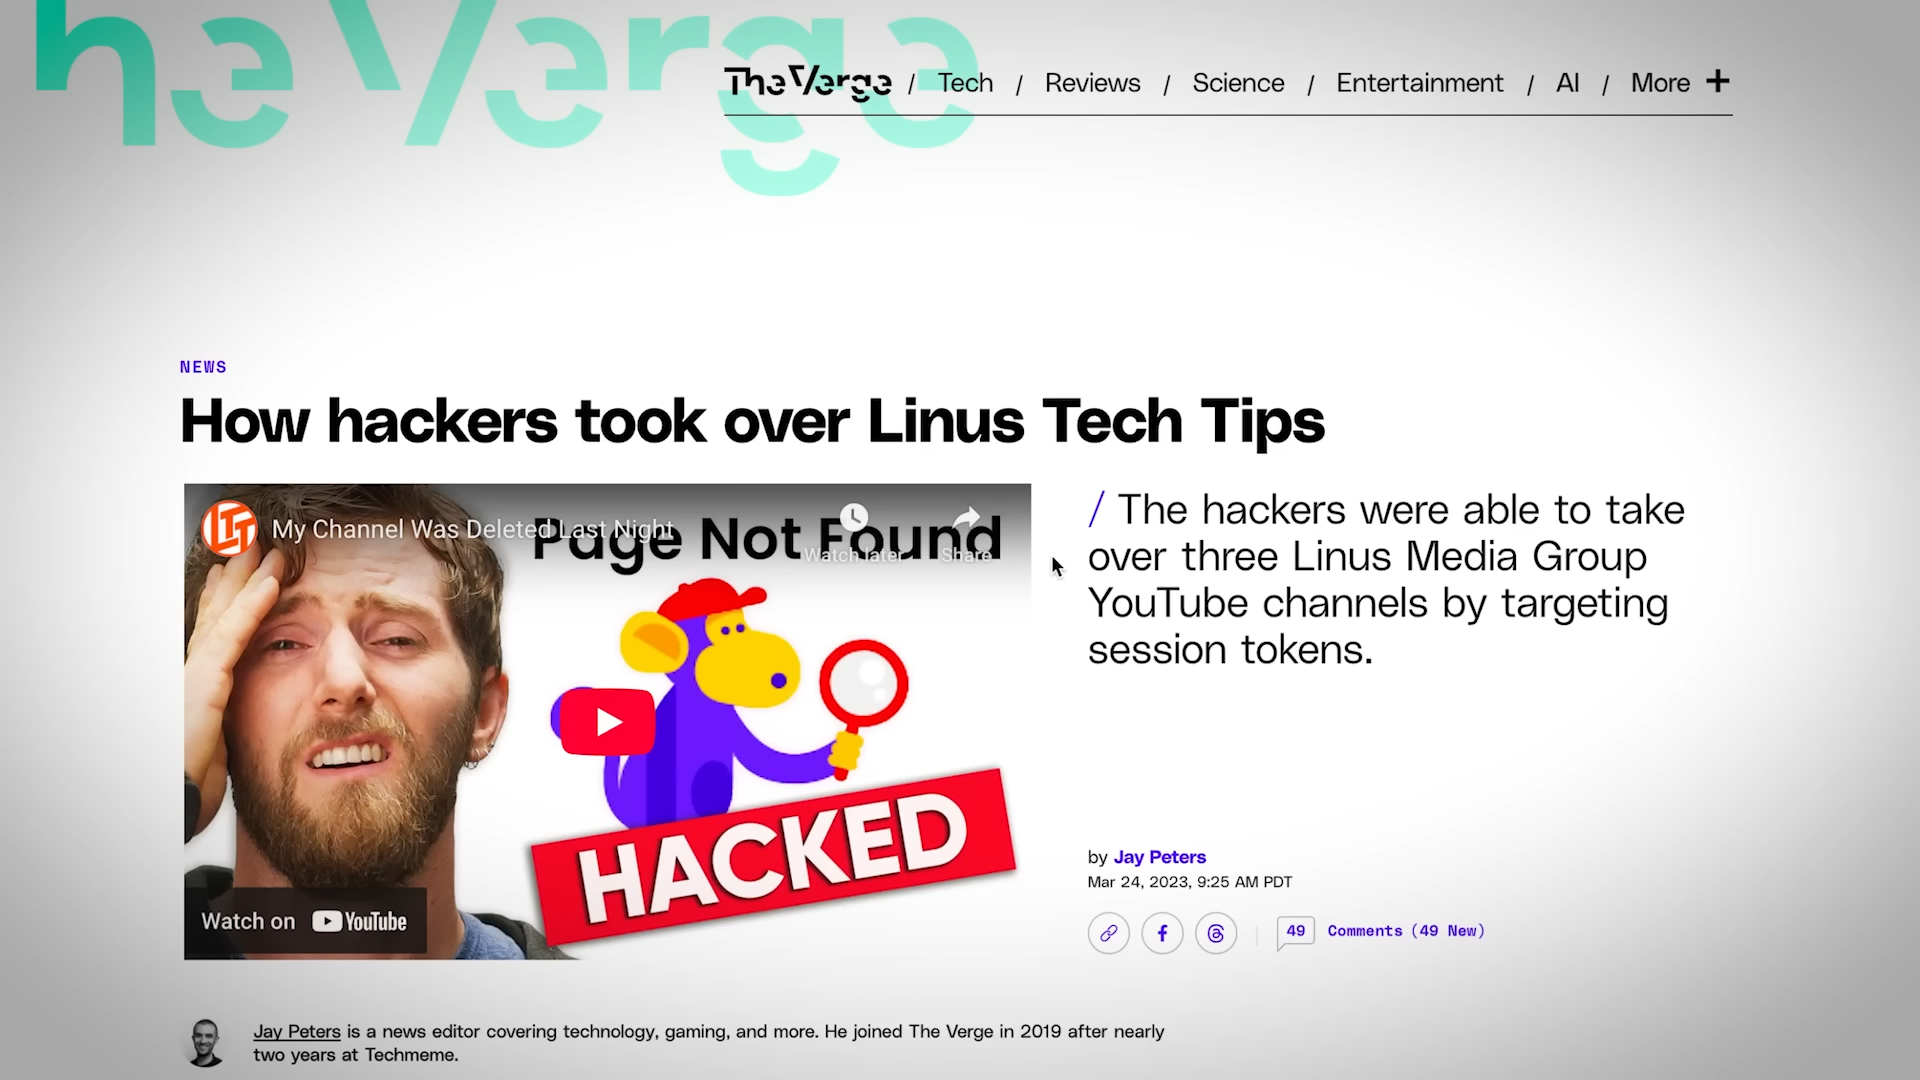 The Verge
The Verge / Tech / Reviews / Science / Entertainment / AI / More +
NEWS
How hackers took over Linus Tech Tips
LTT
My Channel Was Deleted Last Night
Page Not Found
Watch later
Share
HACKED
Watch on YouTube
/ The hackers were able to take
over three Linus Media Group
YouTube channels by targeting
session tokens.
by Jay Peters
Mar 24, 2023, 9:25 AM PDT
49 Comments (49 New)
Jay Peters is a news editor covering technology, gaming, and more. He joined The Verge in 2019 after nearly
two years at Techmeme.